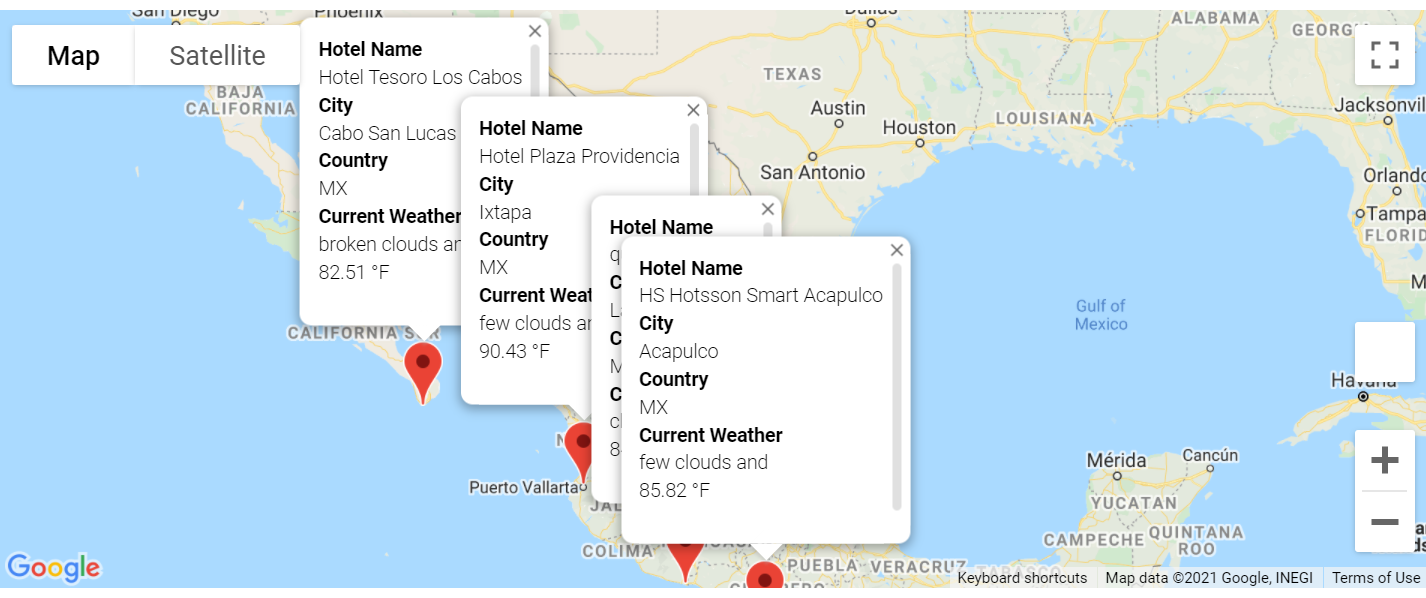 San Diego
Phoenix
Dallas
ALABAMA
Map
Satellite
TEXAS
BAJA
CALIFORNIA
Austin
Houston
LOUISIANA
San Antonio
Jacksonvil
Orlando
Tampa
FLORID
Hotel Name
Hotel Tesoro Los Cabos
City
Cabo San Lucas
Country
MX
Current Weather
broken clouds an
82.51 °F
Hotel Name
Hotel Plaza Providencia
City
Ixtapa
Country
MX
Current Weat
few clouds an
90.43 °F
Hotel Name
Hotel Name
HS Hotsson Smart Acapulco
City
Acapulco
Country
MX
Current Weather
few clouds and
85.82 °F
Gulf of
Mexico
CALIFORNIA SUR
Havana
Puerto Vallarta
Mérida
Cancún
YUCATAN
CAMPECHE
QUINTANA
ROO
COLIMA
PUEBLA
VERACRUZ
TABASCO
Google
Keyboard shortcuts
Map data ©2021 Google, INEGI
Terms of Use